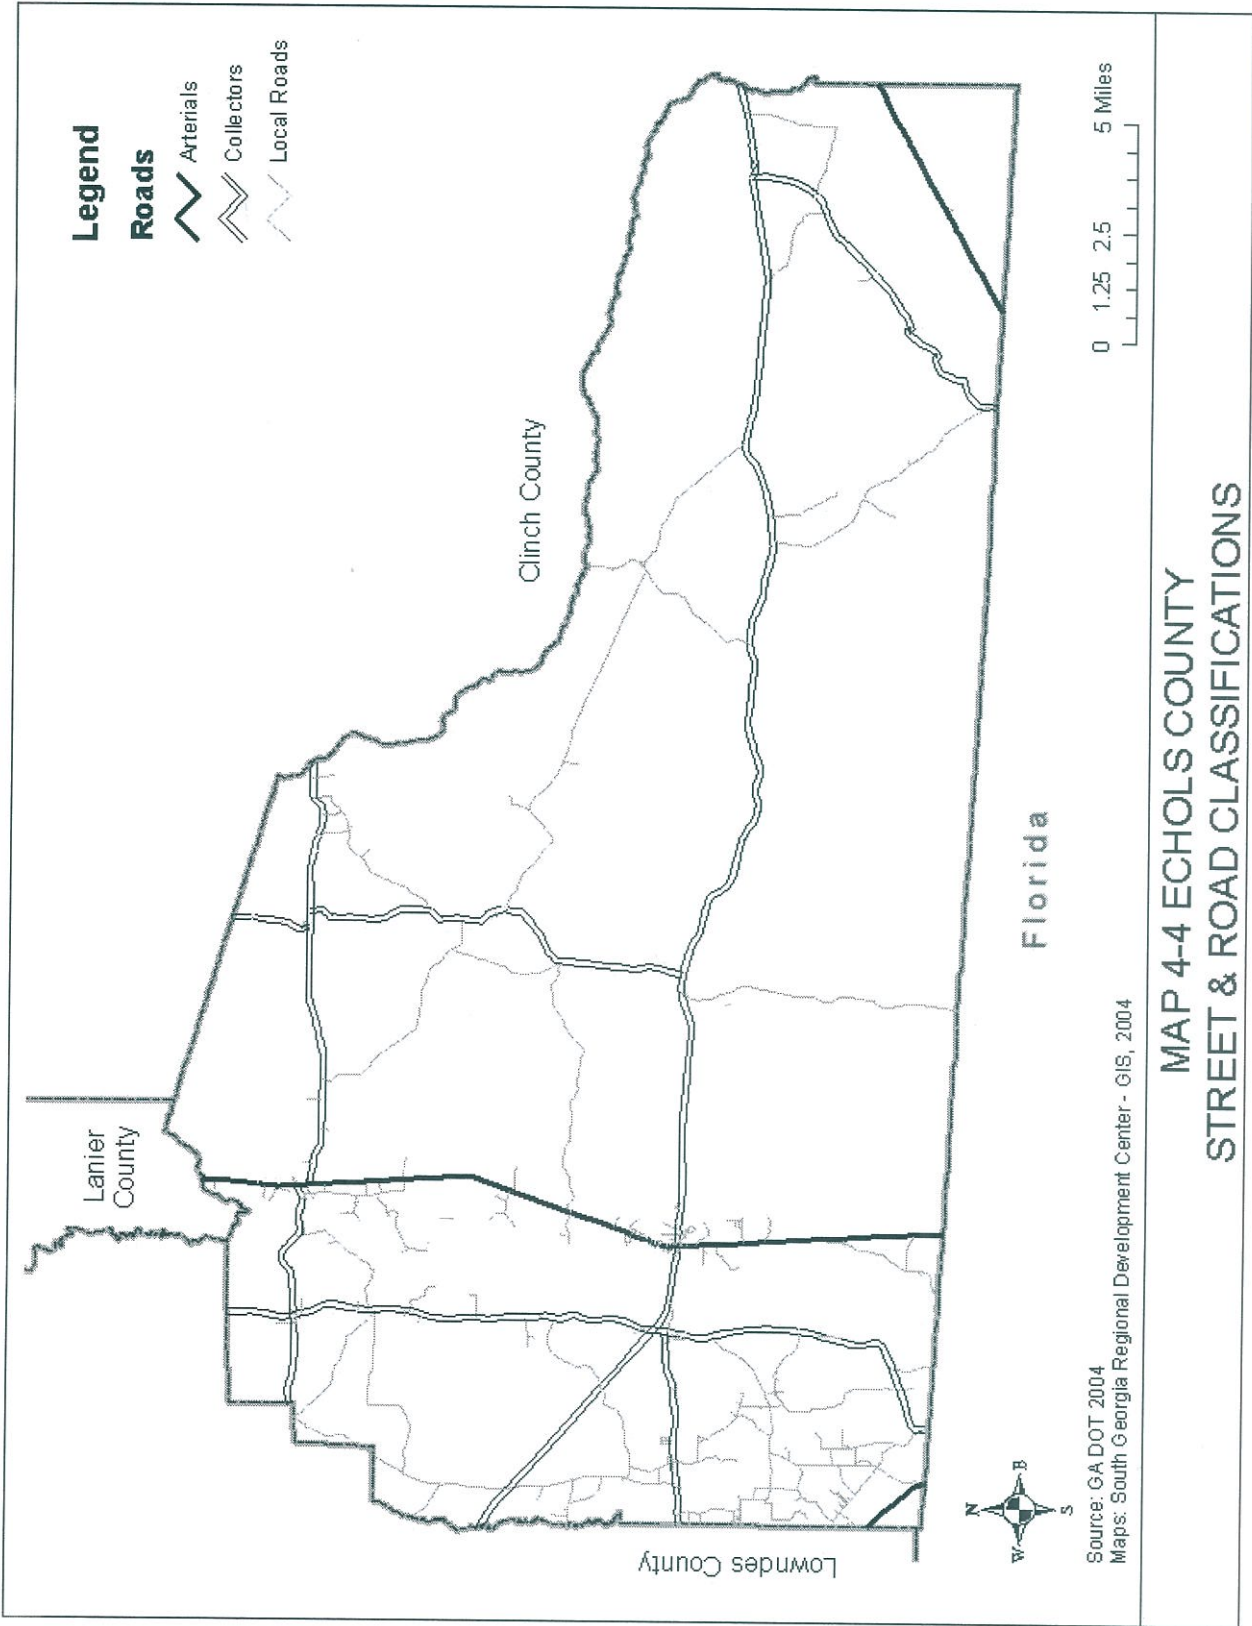 Legend
Roads
Arterials
Collectors
Local Roads
Lanier
County
Clinch County
Lowndes County
Florida
N
W
E
S
0 1.25 2.5 5 Miles
Source: GA DOT 2004
Maps: South Georgia Regional Development Center - GIS, 2004
MAP 4-4 ECHOLS COUNTY
STREET & ROAD CLASSIFICATIONS